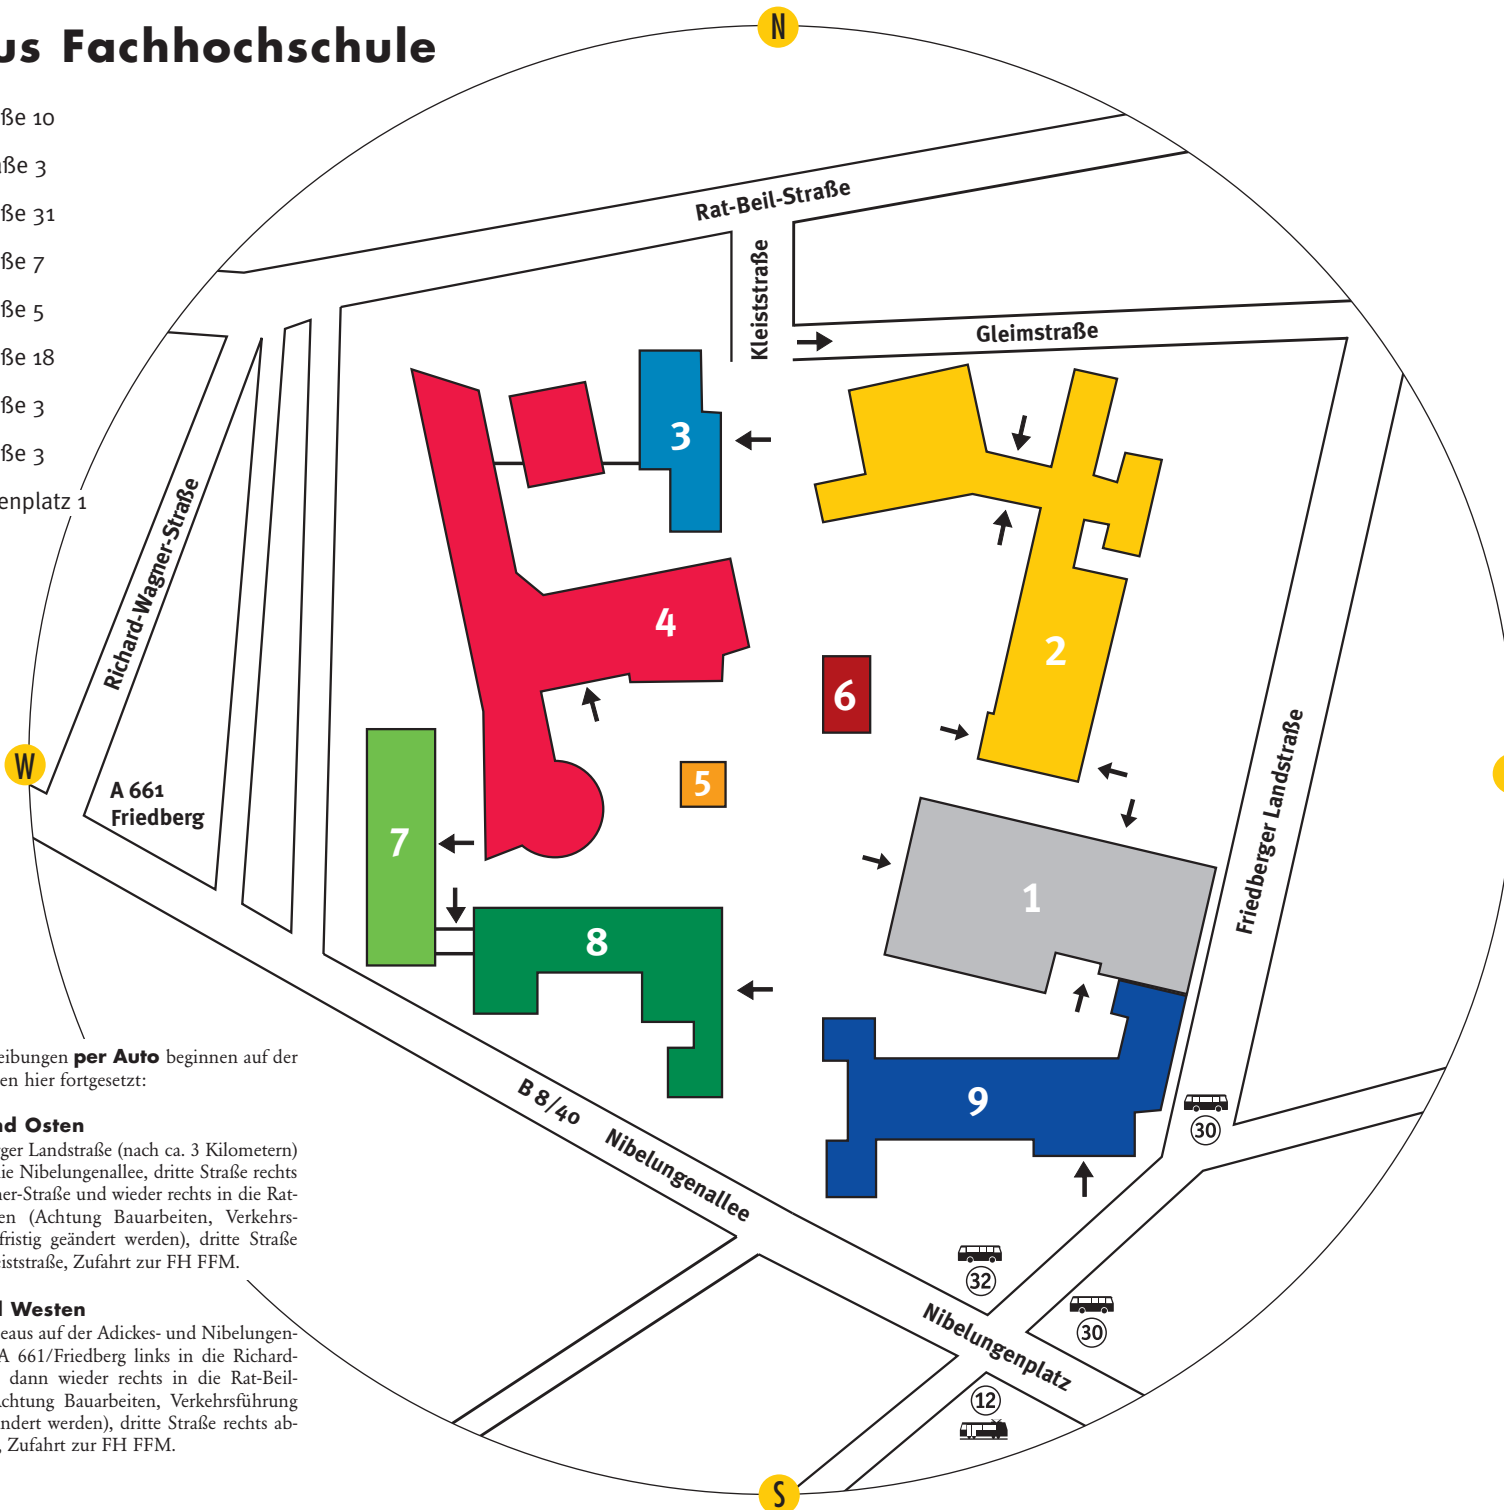 us Fachhochschule
ße 10
aße 3
ße 31
ße 7
ße 5
ße 18
ße 3
ße 3
enplatz 1
N
Rat-Beil-Straße
Kleiststraße
Gleimstraße
Richard-Wagner-Straße
3
4
2
6
5
W
A 661
Friedberg
7
Friedberger Landstraße
1
8
9
B 8/40 Nibelungenallee
30
32
30
Nibelungenplatz
12
S
eibungen per Auto beginnen auf der
en hier fortgesetzt:
nd Osten
rger Landstraße (nach ca. 3 Kilometern)
die Nibelungenallee, dritte Straße rechts
ner-Straße und wieder rechts in die Rat-
en (Achtung Bauarbeiten, Verkehrs-
fristig geändert werden), dritte Straße
eiststraße, Zufahrt zur FH FFM.
d Westen
eaus auf der Adickes- und Nibelungen-
A 661/Friedberg links in die Richard-
dann wieder rechts in die Rat-Beil-
Achtung Bauarbeiten, Verkehrsführung
ndert werden), dritte Straße rechts ab-
, Zufahrt zur FH FFM.